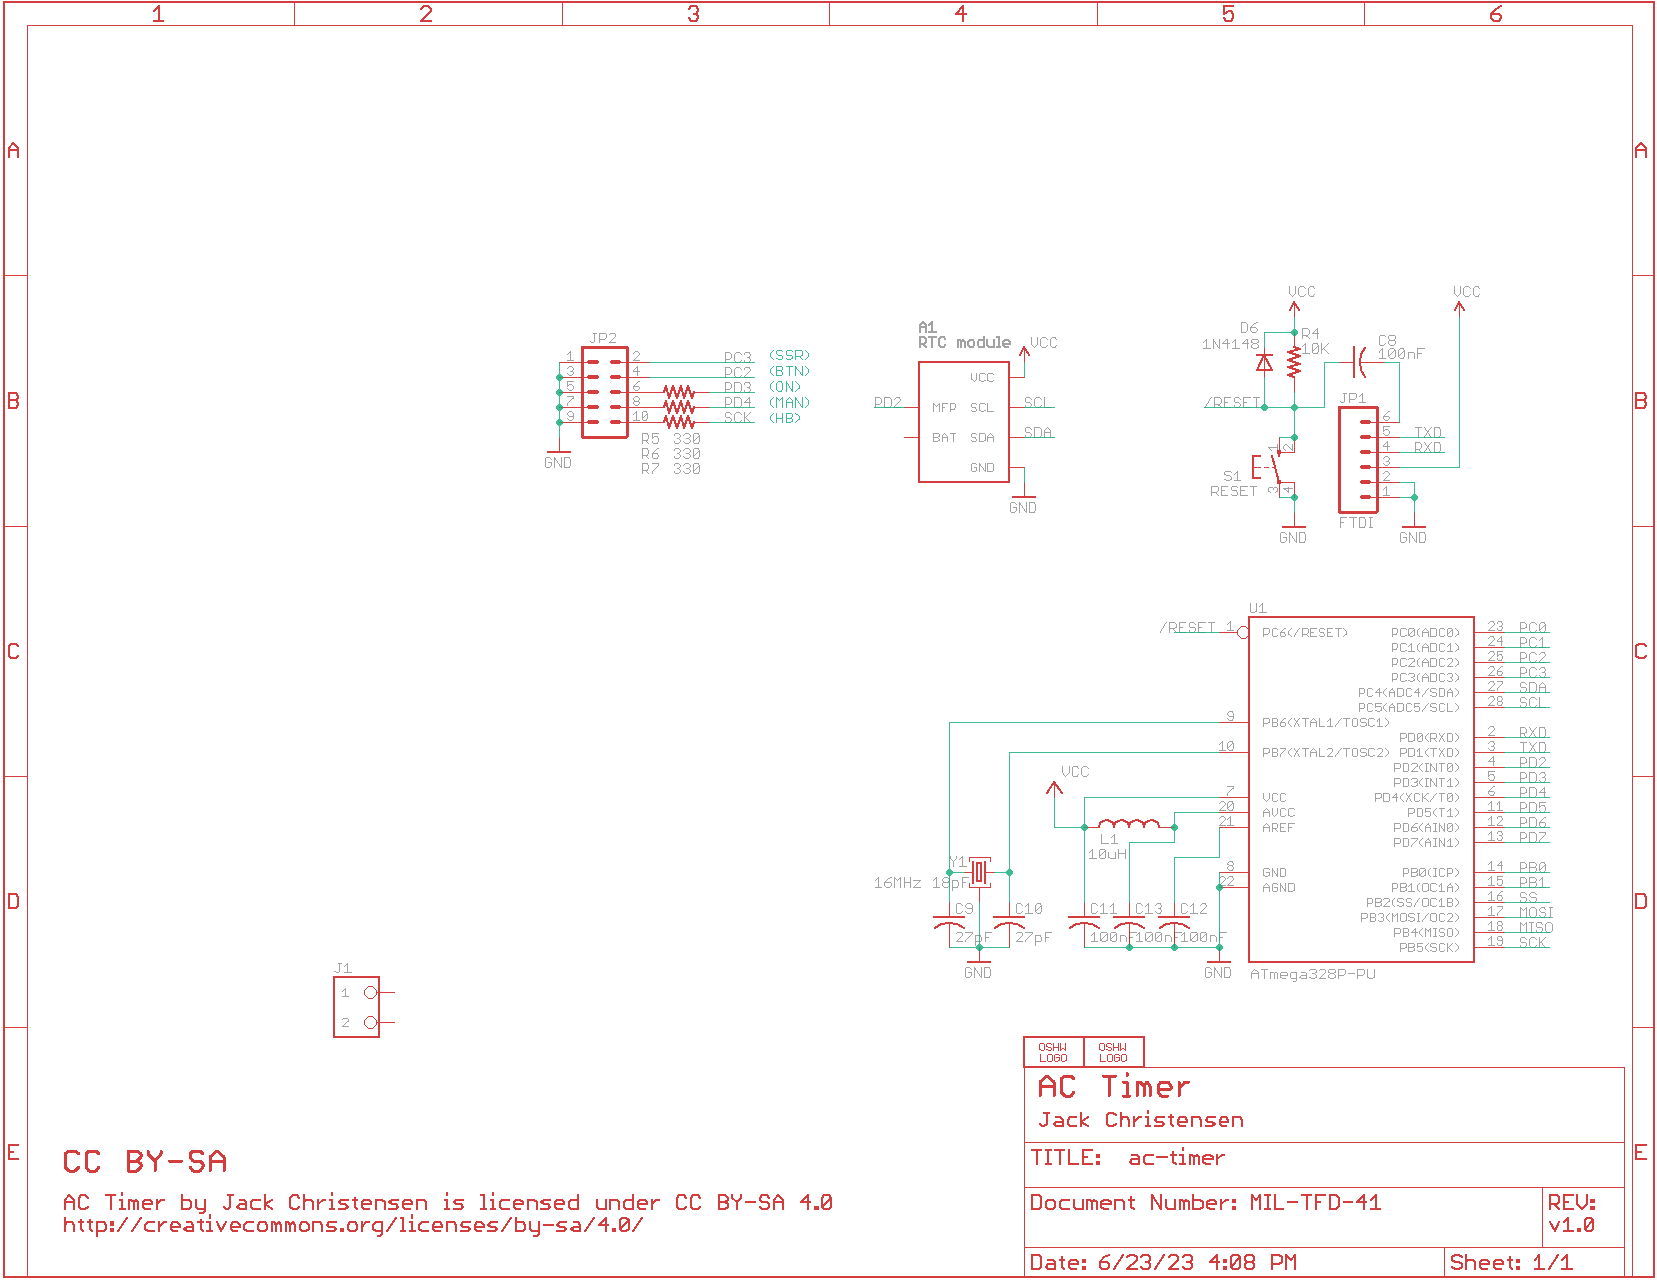 1 2 3 4 5 6
A A
B B
C C
D D
E E
JP2
1 2 PC3 (SSR)
3 4 PC2 (BTN)
5 6 PD3 (ON)
7 8 PD4 (MAN)
9 10 SCK (HB)
R5 330
R6 330
R7 330
GND
A1
RTC module
VCC
VCC
PD2 MFP SCL SCL
BAT SDA SDA
GND
GND
VCC
VCC
D6
1N4148
R4
10K
C8
100nF
/RESET
JP1
6
5 TXD
4 RXD
3
2
1
FTDI
1 2
3 4
S1
RESET
GND
GND
U1
/RESET 1 PC6(/RESET)
9 PB6(XTAL1/TOSC1)
10 PB7(XTAL2/TOSC2)
7 VCC
20 AVCC
21 AREF
8 GND
22 AGND
PC0(ADC0) 23 PC0
PC1(ADC1) 24 PC1
PC2(ADC2) 25 PC2
PC3(ADC3) 26 PC3
PC4(ADC4/SDA) 27 SDA
PC5(ADC5/SCL) 28 SCL
PD0(RXD) 2 RXD
PD1(TXD) 3 TXD
PD2(INT0) 4 PD2
PD3(INT1) 5 PD3
PD4(XCK/T0) 6 PD4
PD5(T1) 11 PD5
PD6(AIN0) 12 PD6
PD7(AIN1) 13 PD7
PB0(ICP) 14 PB0
PB1(OC1A) 15 PB1
PB2(SS/OC1B) 16 SS
PB3(MOSI/OC2) 17 MOSI
PB4(MISO) 18 MISO
PB5(SCK) 19 SCK
ATmega328P-PU
VCC
L1
10uH
Y1
16MHz 18pF
C9
27pF
C10
27pF
C11
100nF
C13
100nF
C12
100nF
GND
GND
J1
1
2
OSHW
LOGO
OSHW
LOGO
AC Timer
Jack Christensen
TITLE: ac-timer
Document Number: MIL-TFD-41
REV:
v1.0
Date: 6/23/23 4:08 PM
Sheet: 1/1
CC BY-SA
AC Timer by Jack Christensen is licensed under CC BY-SA 4.0
http://creativecommons.org/licenses/by-sa/4.0/